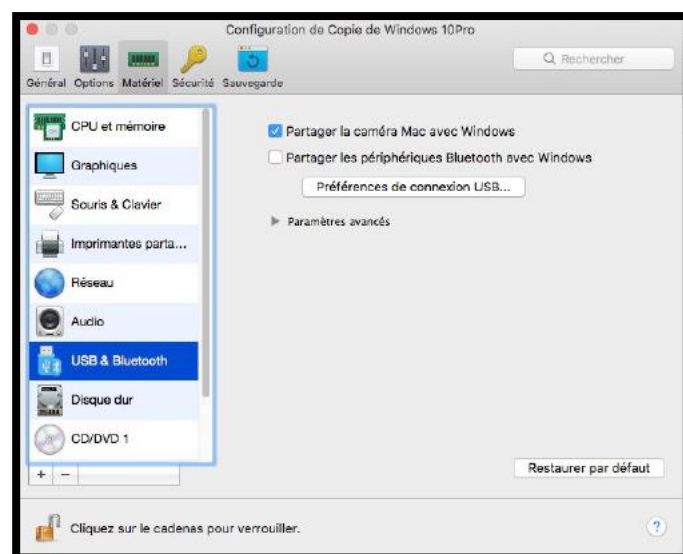 Configuration de Copie de Windows 10Pro
Général Options Matériel Sécurité Sauvegarde
Rechercher
CPU et mémoire
Graphiques
Souris & Clavier
Imprimantes parta...
Réseau
Audio
USB & Bluetooth
Disque dur
CD/DVD 1
+ −
Partager la caméra Mac avec Windows
Partager les périphériques Bluetooth avec Windows
Préférences de connexion USB...
Paramètres avancés
Restaurer par défaut
Cliquez sur le cadenas pour verrouiller.
?